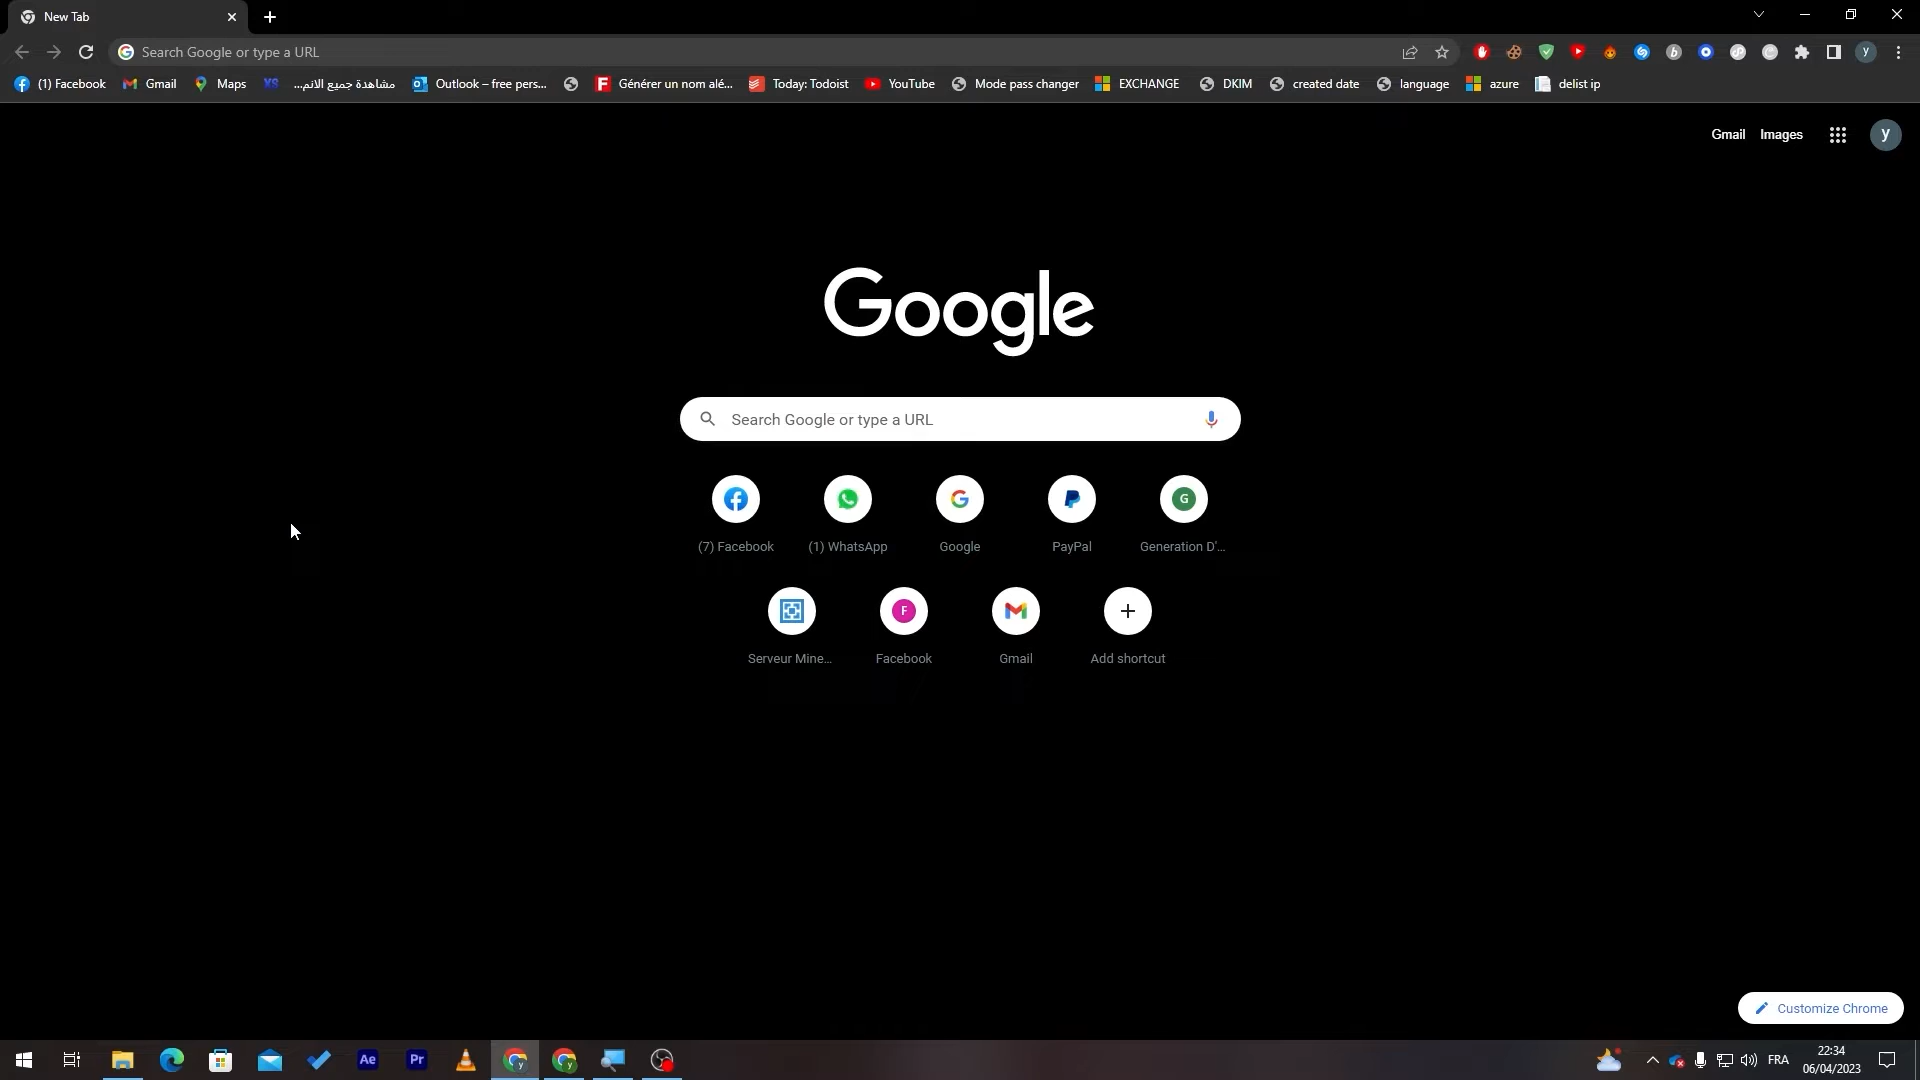 New Tab
Search Google or type a URL
(1) Facebook Gmail Maps YS مشاهدة جميع الانم... Outlook – free pers... Générer un nom alé... Today: Todoist YouTube Mode pass changer EXCHANGE DKIM created date language azure delist ip
Gmail Images y
Google
Search Google or type a URL
(7) Facebook (1) WhatsApp Google PayPal Generation D'...
Serveur Mine... Facebook Gmail Add shortcut
Customize Chrome
Ae Pr FRA 22:34
06/04/2023